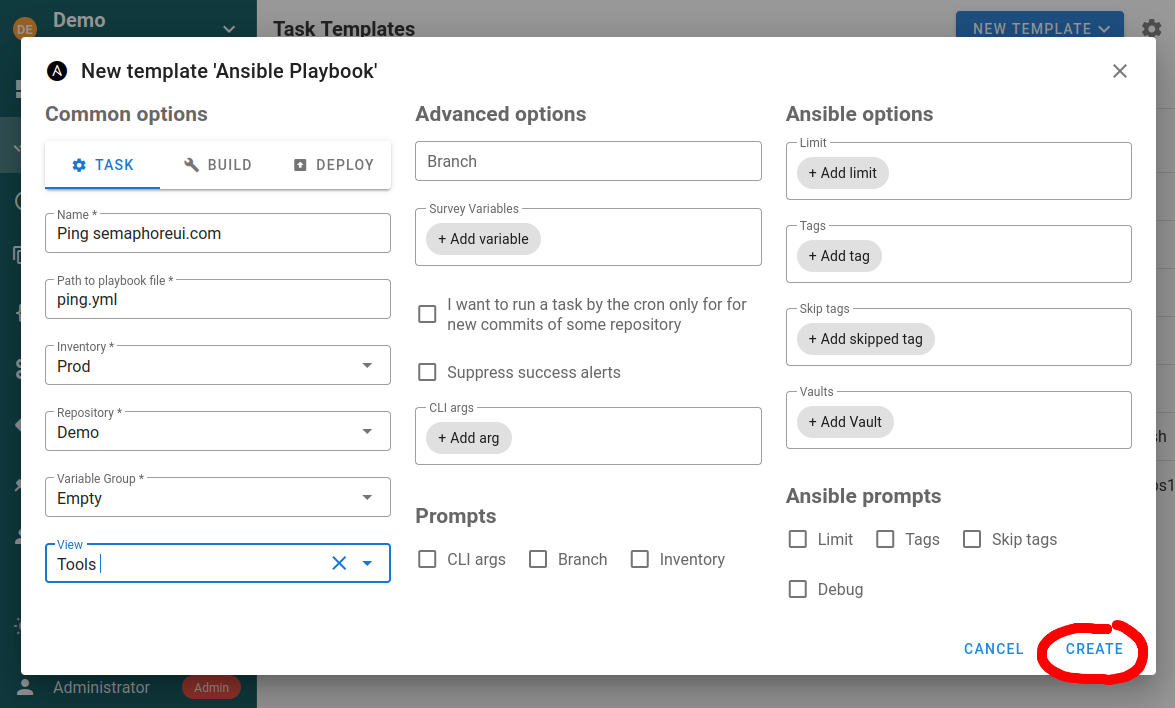 DE
Demo
Task Templates
NEW TEMPLATE
New template 'Ansible Playbook'
Common options
TASK
BUILD
DEPLOY
Name *
Ping semaphoreui.com
Path to playbook file *
ping.yml
Inventory *
Prod
Repository *
Demo
Variable Group *
Empty
View
Tools
Advanced options
Branch
Survey Variables
+ Add variable
I want to run a task by the cron only for for
new commits of some repository
Suppress success alerts
CLI args
+ Add arg
Prompts
CLI args
Branch
Inventory
Ansible options
Limit
+ Add limit
Tags
+ Add tag
Skip tags
+ Add skipped tag
Vaults
+ Add Vault
Ansible prompts
Limit
Tags
Skip tags
Debug
CANCEL
CREATE
Administrator
Admin